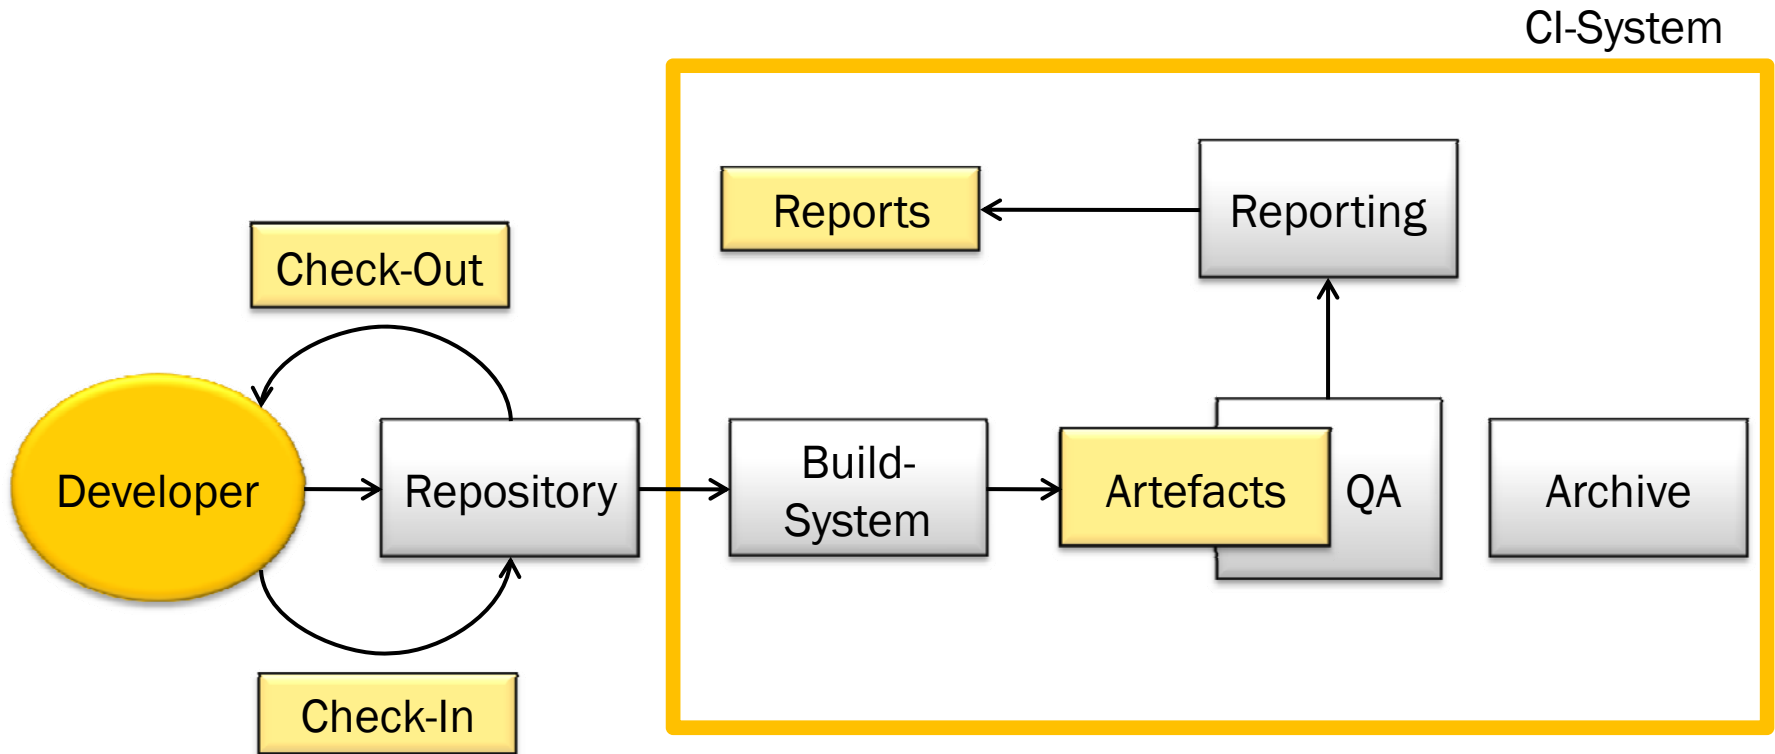 CI-System
Reports
Reporting
Check-Out
Developer
Repository
Build-
System
Artefacts
QA
Archive
Check-In